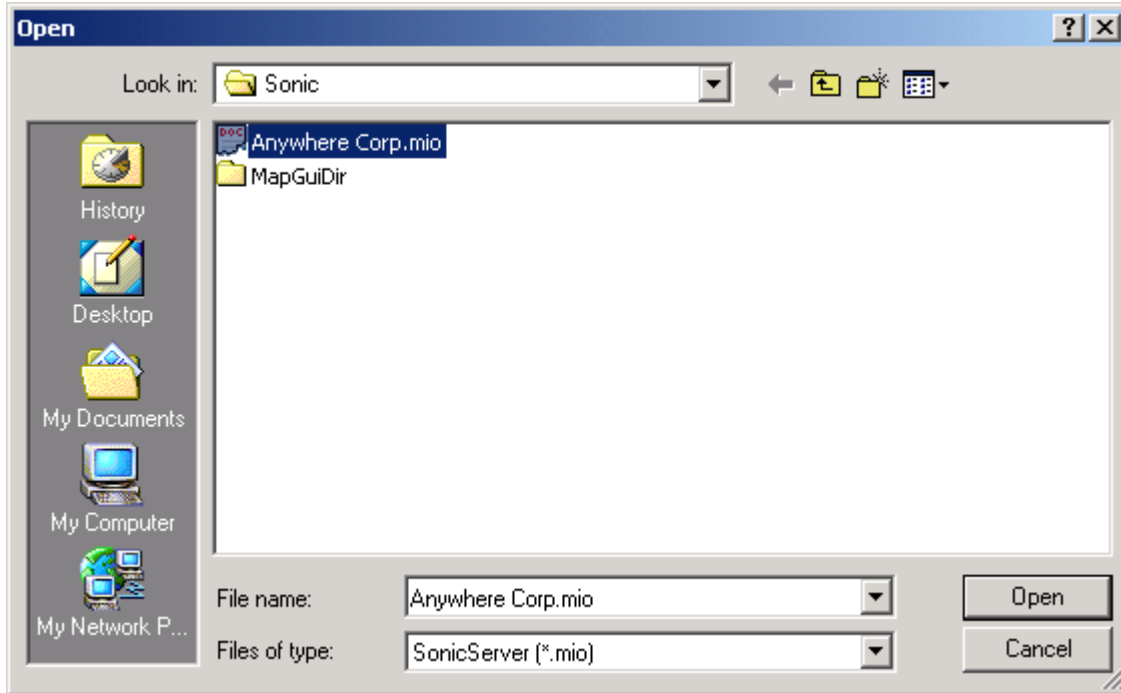 Open
Look in: Sonic
DOC Anywhere Corp.mio
MapGuiDir
History
Desktop
My Documents
My Computer
My Network P...
File name: Anywhere Corp.mio Open
Files of type: SonicServer (*.mio) Cancel